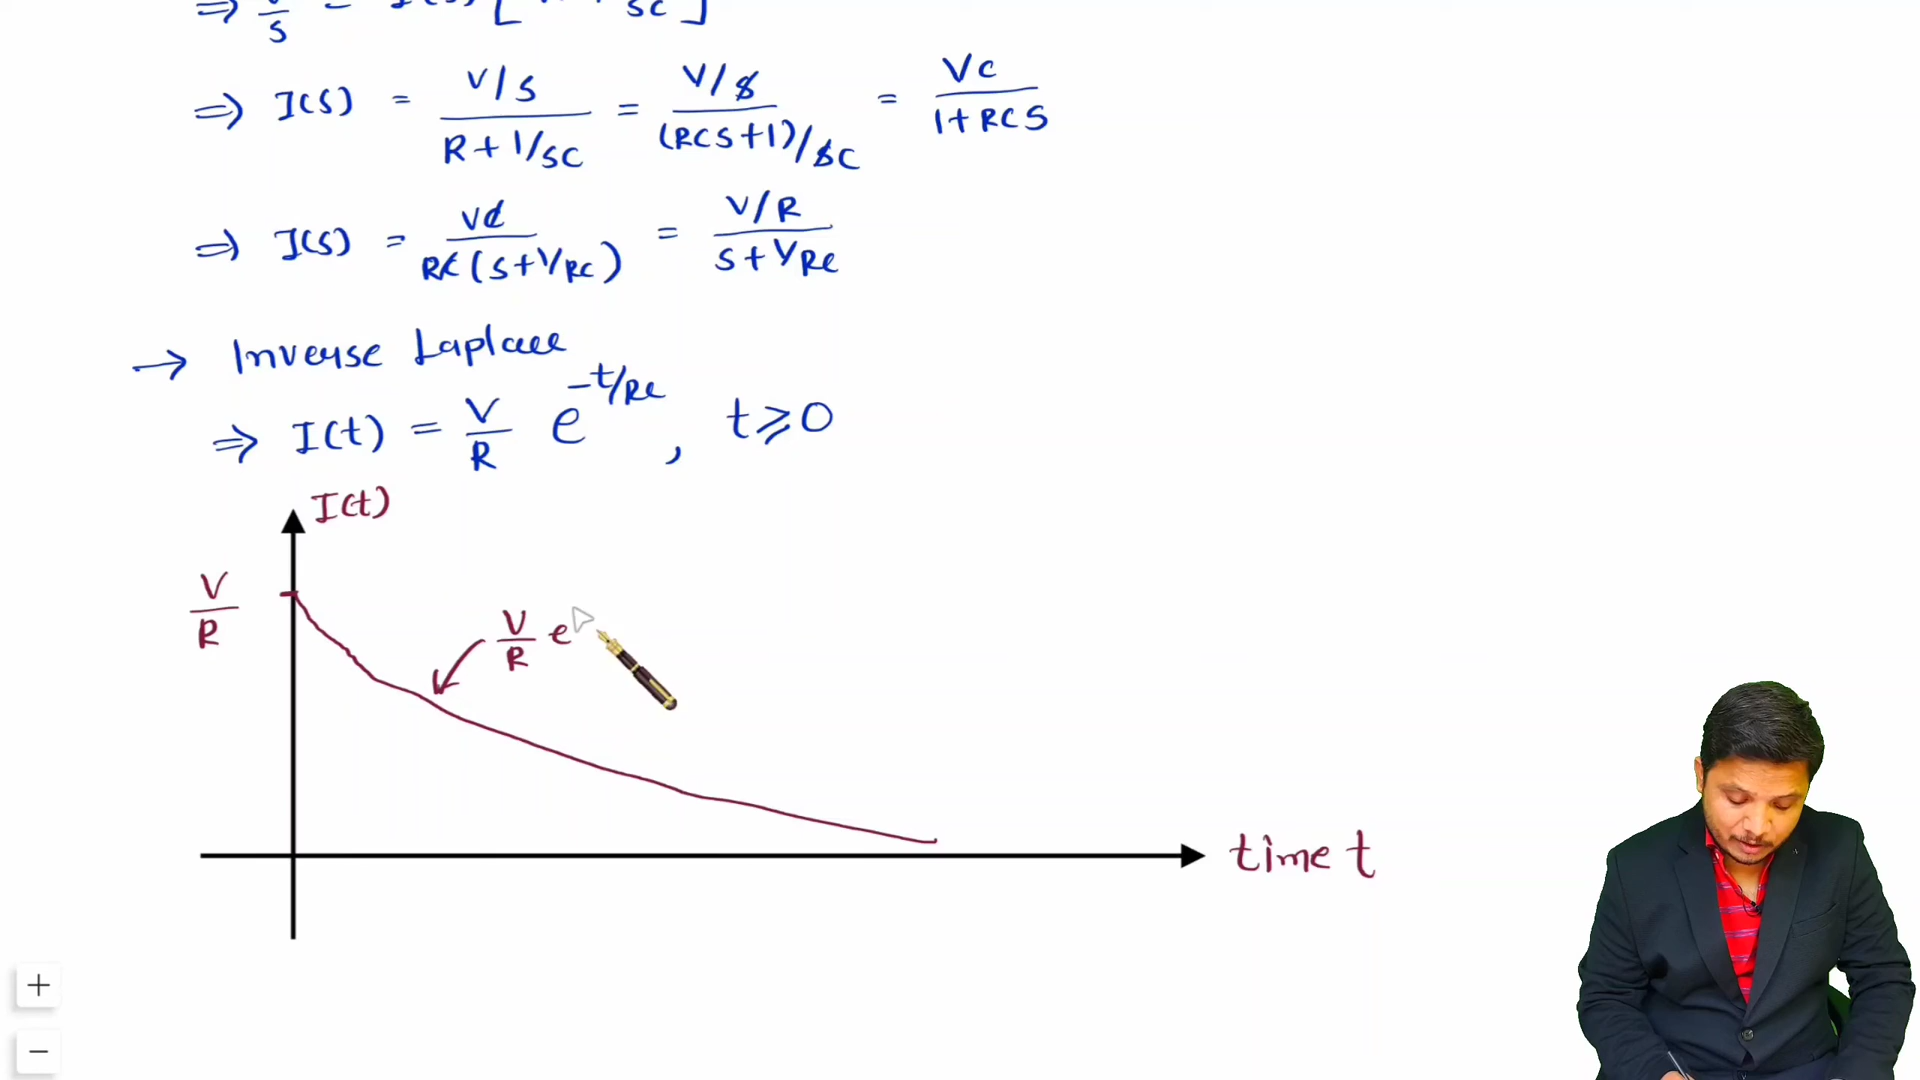 ⇒ I(S) = V/S / R + 1/SC = V/S / (RCS+1)/SC = VC / 1+RCS
⇒ I(S) = VC / RC (S+1/RC) = V/R / S+1/RC
→ Inverse Laplace
⇒ I(t) = V/R e^-t/RC , t ⩾ 0
I(t)
V/R
V/R e
time t
+
−